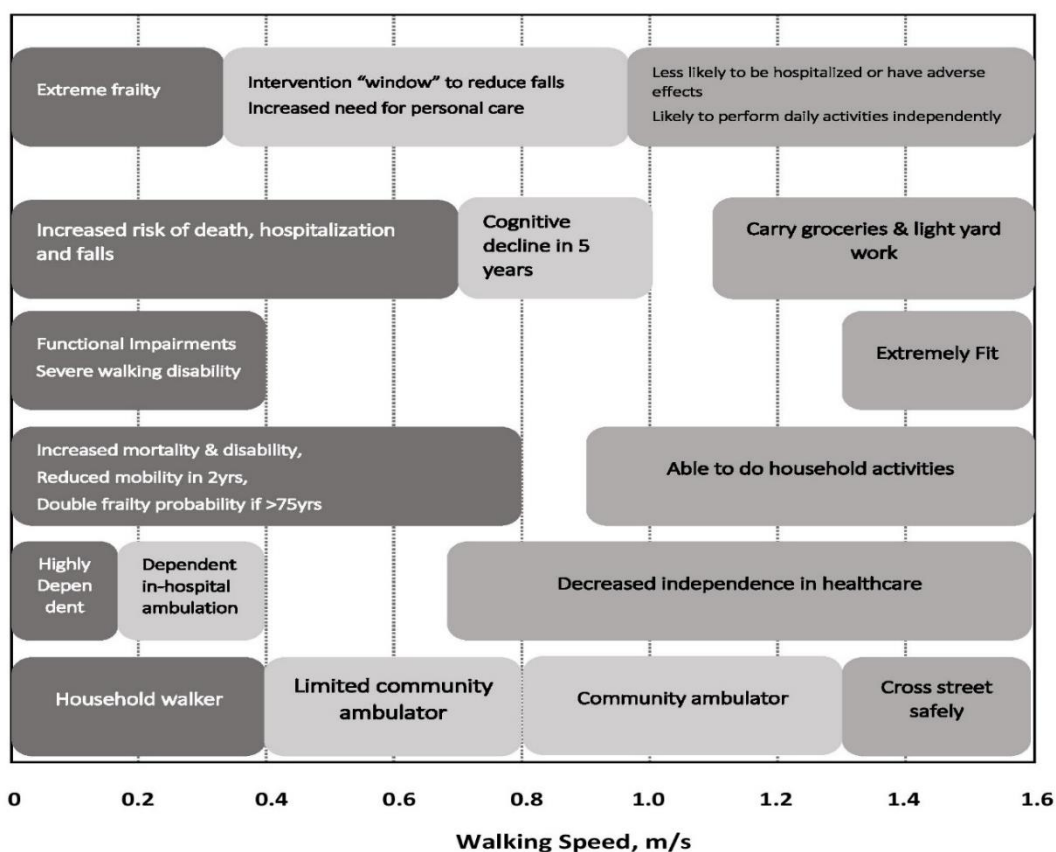 Extreme frailty
Intervention “window” to reduce falls
Increased need for personal care
Less likely to be hospitalized or have adverse
effects
Likely to perform daily activities independently
Increased risk of death, hospitalization
and falls
Cognitive
decline in 5
years
Carry groceries & light yard
work
Functional Impairments
Severe walking disability
Extremely Fit
Increased mortality & disability,
Reduced mobility in 2yrs,
Double frailty probability if >75yrs
Able to do household activities
Highly
Depen
dent
Dependent
in-hospital
ambulation
Decreased independence in healthcare
Household walker
Limited community
ambulator
Community ambulator
Cross street
safely
0 0.2 0.4 0.6 0.8 1.0 1.2 1.4 1.6
Walking Speed, m/s